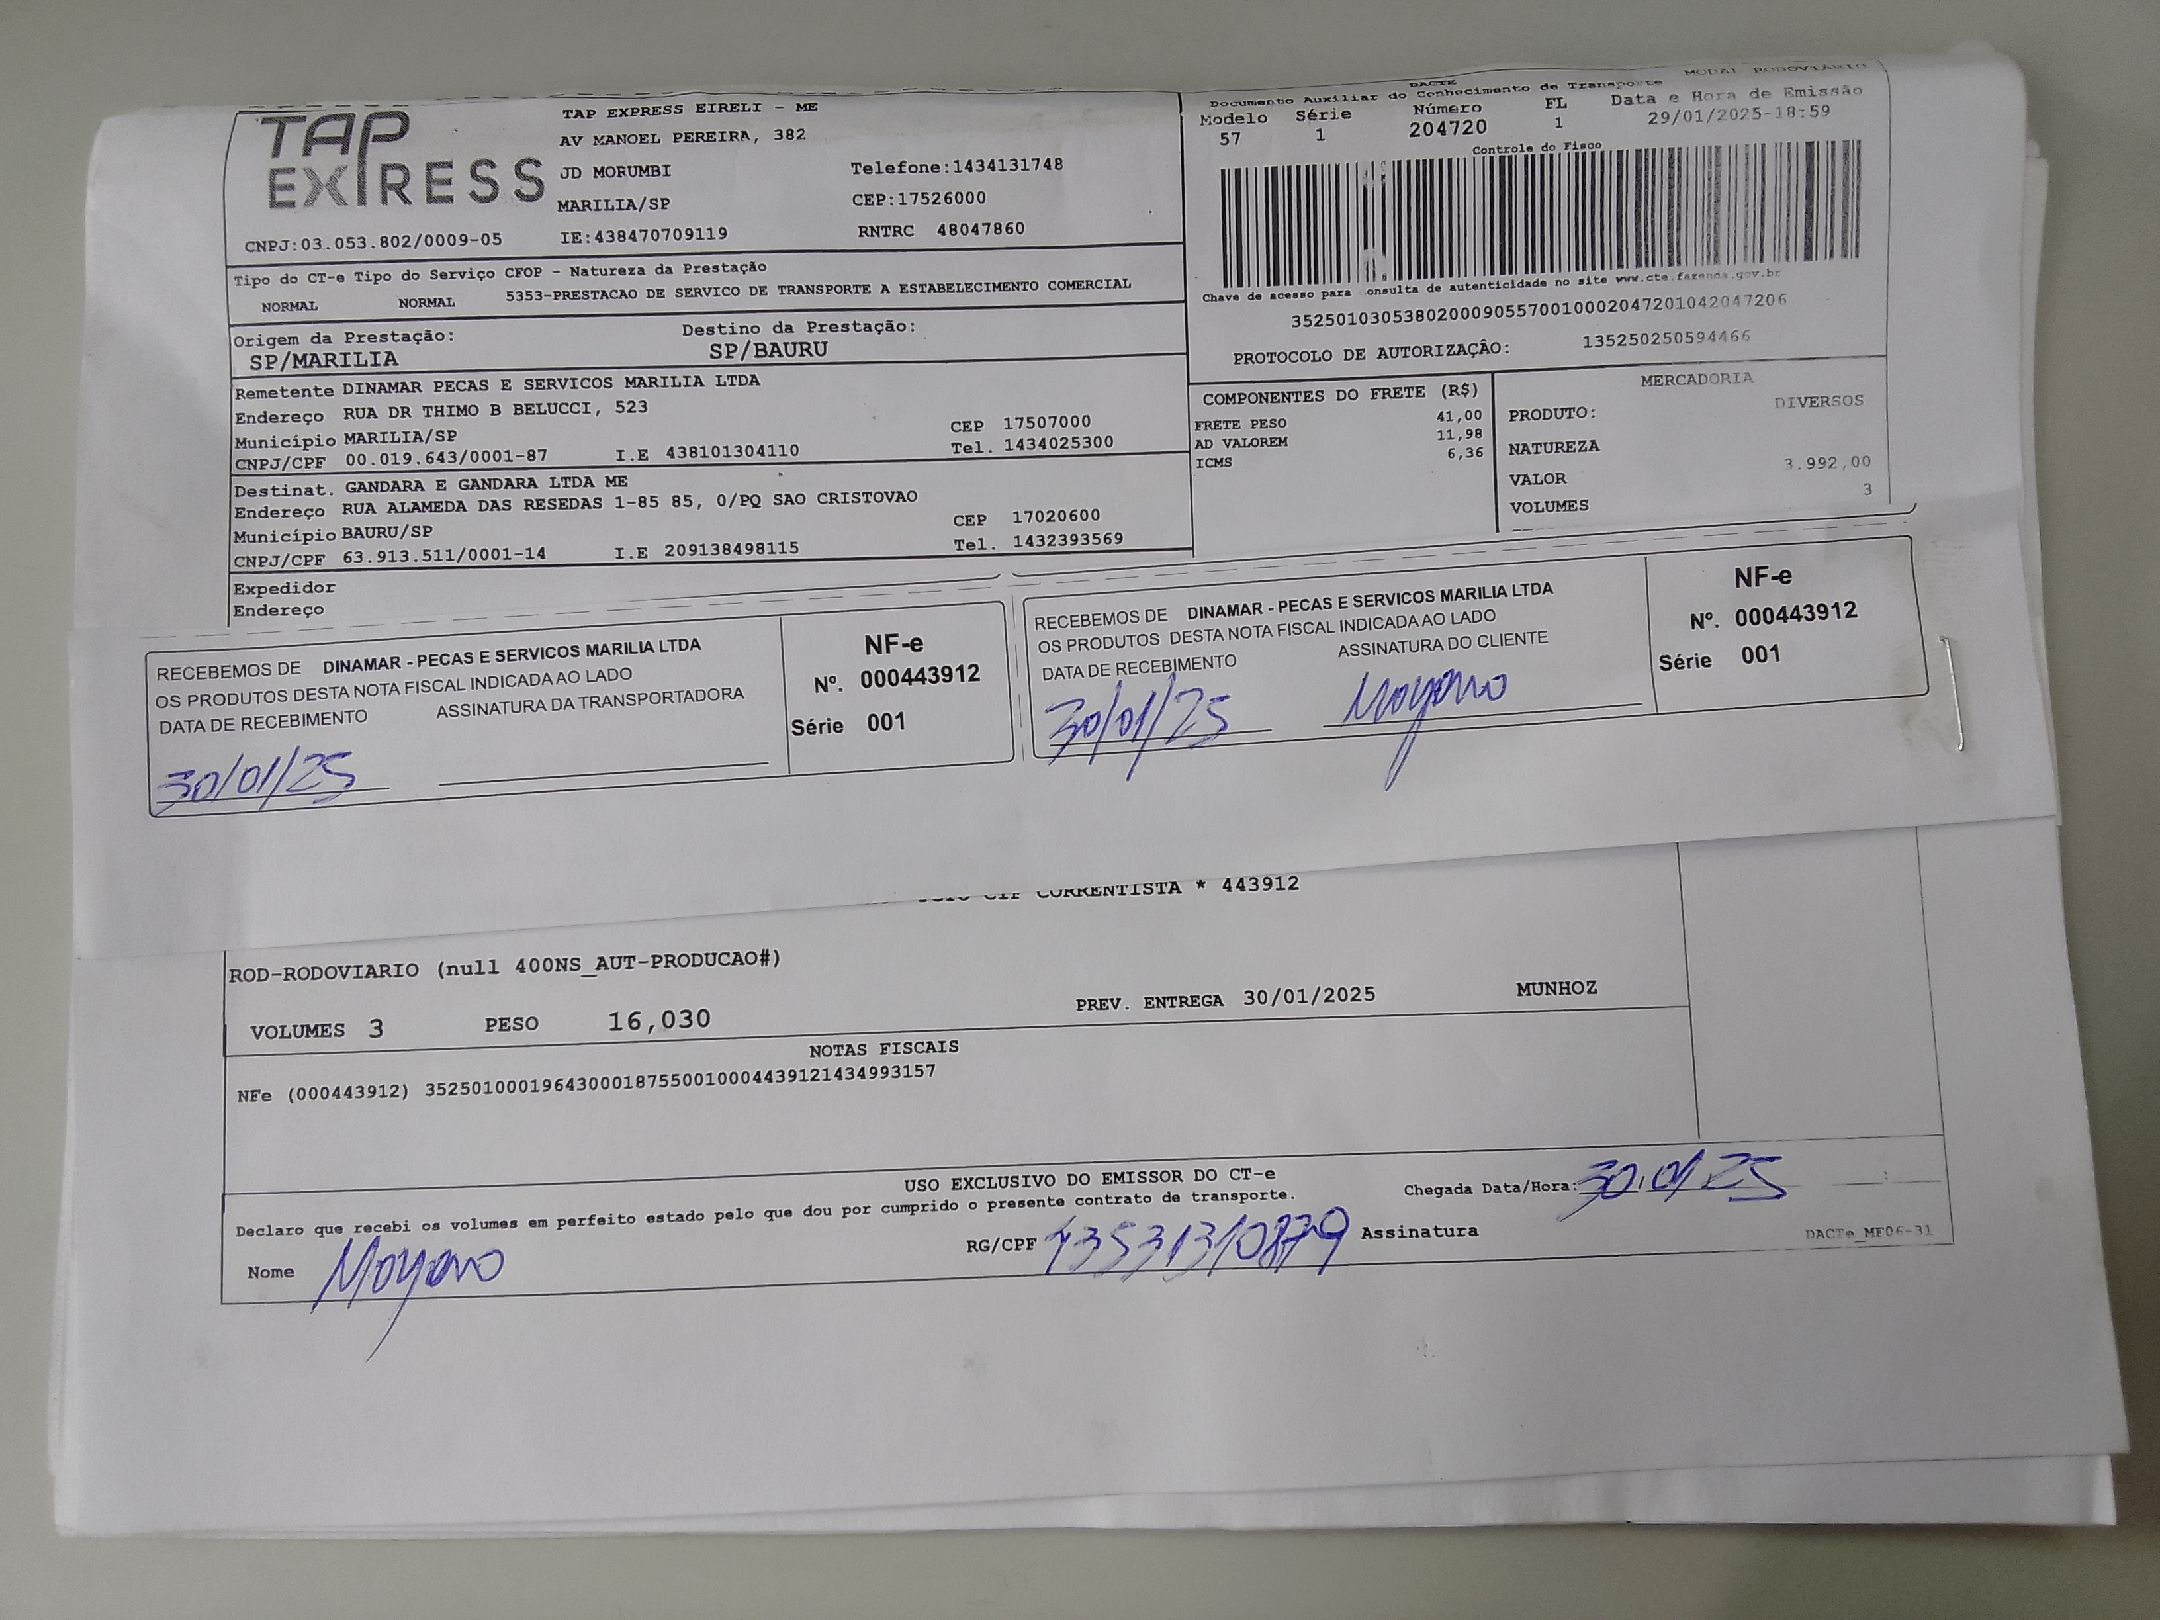 DACTE
MODAL RODOVIÁRIO
TAP EXPRESS
TAP EXPRESS EIRELI - ME
AV MANOEL PEREIRA, 382
JD MORUMBI Telefone:1434131748
MARILIA/SP CEP:17526000
CNPJ:03.053.802/0009-05 IE:438470709119 RNTRC 48047860
Documento Auxiliar do Conhecimento de Transporte
Modelo Série Número FL Data e Hora de Emissão
57 1 204720 1 29/01/2025-18:59
Controle do Fisco
Chave de acesso para onsulta de autenticidade no site www.cte.fazenda.gov.br
35250103053802000905570010002047201042047206
PROTOCOLO DE AUTORIZAÇÃO: 135250250594466
Tipo do CT-e Tipo do Serviço CFOP - Natureza da Prestação
NORMAL NORMAL 5353-PRESTACAO DE SERVICO DE TRANSPORTE A ESTABELECIMENTO COMERCIAL
Origem da Prestação: Destino da Prestação:
SP/MARILIA SP/BAURU
Remetente DINAMAR PECAS E SERVICOS MARILIA LTDA
Endereço RUA DR THIMO B BELUCCI, 523
Município MARILIA/SP CEP 17507000
CNPJ/CPF 00.019.643/0001-87 I.E 438101304110 Tel. 1434025300
Destinat. GANDARA E GANDARA LTDA ME
Endereço RUA ALAMEDA DAS RESEDAS 1-85 85, 0/PQ SAO CRISTOVAO
Município BAURU/SP CEP 17020600
CNPJ/CPF 63.913.511/0001-14 I.E 209138498115 Tel. 1432393569
Expedidor
Endereço
COMPONENTES DO FRETE (R$)
FRETE PESO 41,00
AD VALOREM 11,98
ICMS 6,36
MERCADORIA
PRODUTO: DIVERSOS
NATUREZA
VALOR 3.992,00
VOLUMES 3
RECEBEMOS DE DINAMAR - PECAS E SERVICOS MARILIA LTDA
OS PRODUTOS DESTA NOTA FISCAL INDICADA AO LADO
DATA DE RECEBIMENTO ASSINATURA DA TRANSPORTADORA
30/01/25
NF-e
Nº. 000443912
Série 001
RECEBEMOS DE DINAMAR - PECAS E SERVICOS MARILIA LTDA
OS PRODUTOS DESTA NOTA FISCAL INDICADA AO LADO
DATA DE RECEBIMENTO ASSINATURA DO CLIENTE
30/01/25
NF-e
Nº. 000443912
Série 001
CIF CORRENTISTA * 443912
ROD-RODOVIARIO (null 400NS_AUT-PRODUCAO#)
VOLUMES 3 PESO 16,030 PREV. ENTREGA 30/01/2025 MUNHOZ
NOTAS FISCAIS
NFe (000443912) 35250100019643000187550010004439121434993157
USO EXCLUSIVO DO EMISSOR DO CT-e
Declaro que recebi os volumes em perfeito estado pelo que dou por cumprido o presente contrato de transporte. Chegada Data/Hora: 30.01.25 :
Nome RG/CPF Assinatura
DACTe_MF06-31